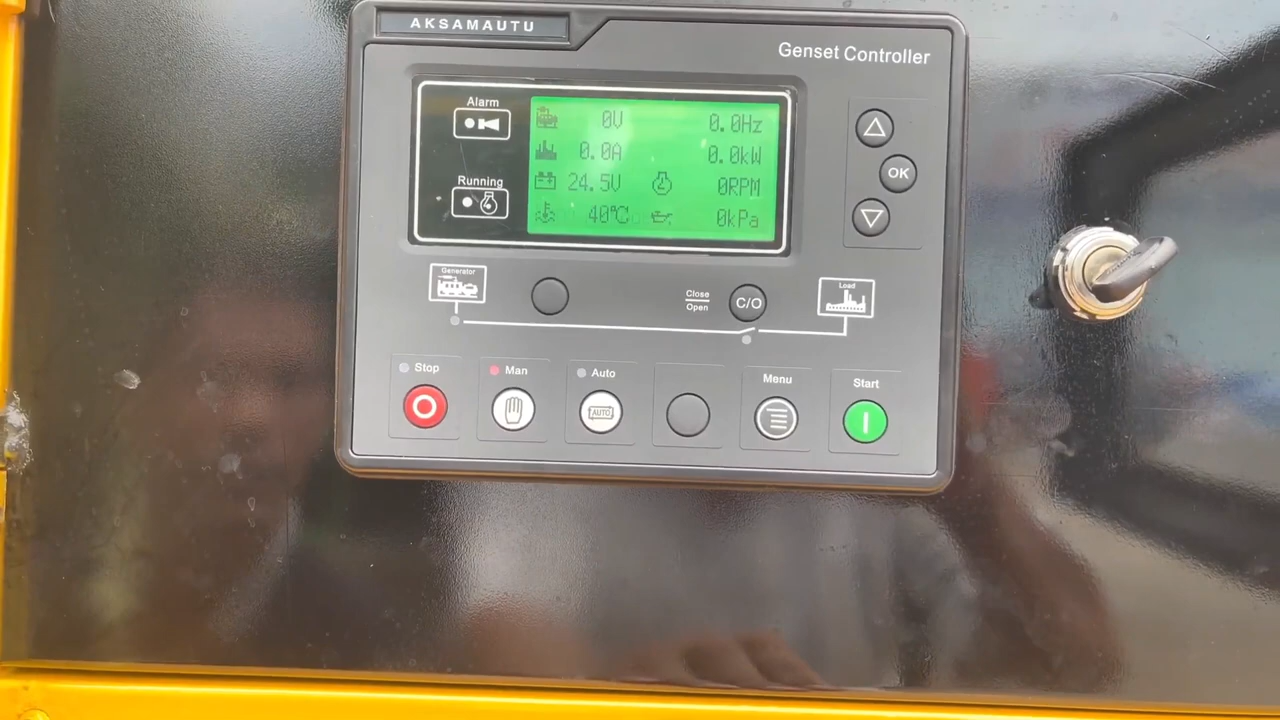 AKSAMAUTU
Genset Controller
Alarm
Running
0V 0.0Hz
0.0A 0.0kW
24.5V 0RPM
40℃ 0kPa
OK
Generator
Close
Open
C/O
Load
Stop
Man
Auto
AUTO
Menu
Start